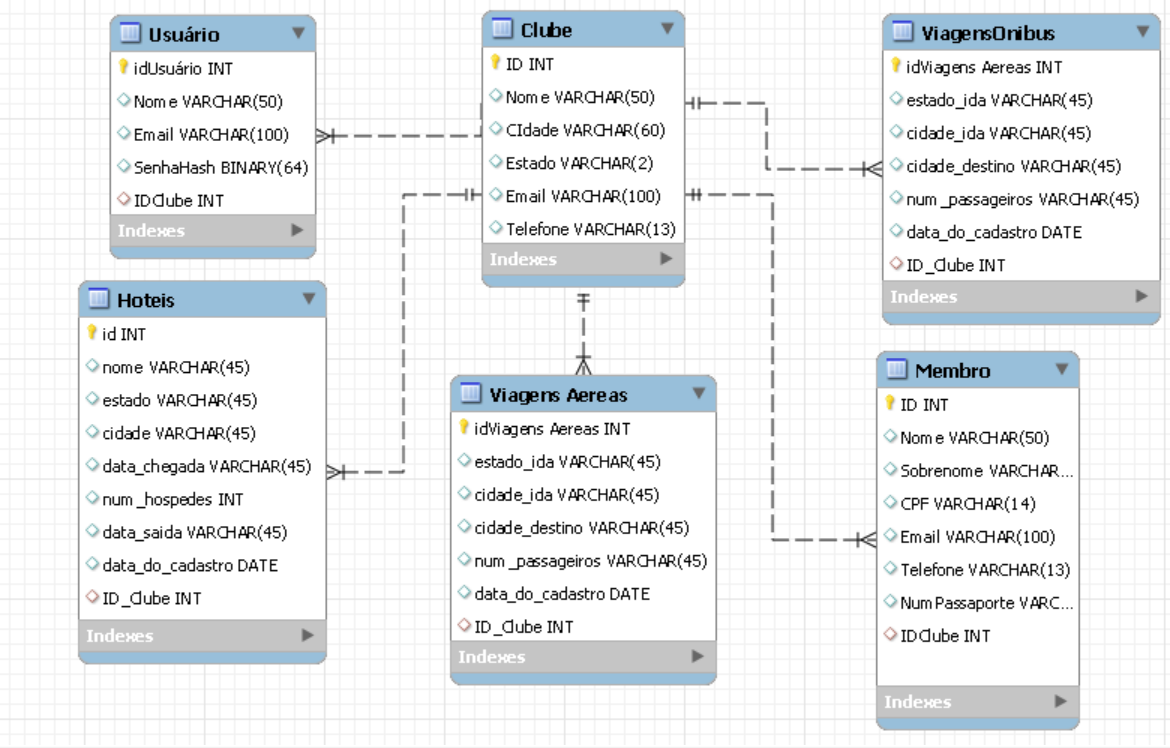 Usuário
idUsuário INT
Nome VARCHAR(50)
Email VARCHAR(100)
SenhaHash BINARY(64)
IDClube INT
Indexes
Clube
ID INT
Nome VARCHAR(50)
CIdade VARCHAR(60)
Estado VARCHAR(2)
Email VARCHAR(100)
Telefone VARCHAR(13)
Indexes
ViagensOnibus
idViagens Aereas INT
estado_ida VARCHAR(45)
cidade_ida VARCHAR(45)
cidade_destino VARCHAR(45)
num_passageiros VARCHAR(45)
data_do_cadastro DATE
ID_Clube INT
Indexes
Hoteis
id INT
nome VARCHAR(45)
estado VARCHAR(45)
cidade VARCHAR(45)
data_chegada VARCHAR(45)
num_hospedes INT
data_saida VARCHAR(45)
data_do_cadastro DATE
ID_Clube INT
Indexes
Viagens Aereas
idViagens Aereas INT
estado_ida VARCHAR(45)
cidade_ida VARCHAR(45)
cidade_destino VARCHAR(45)
num_passageiros VARCHAR(45)
data_do_cadastro DATE
ID_Clube INT
Indexes
Membro
ID INT
Nome VARCHAR(50)
Sobrenome VARCHAR...
CPF VARCHAR(14)
Email VARCHAR(100)
Telefone VARCHAR(13)
NumPassaporte VARC...
IDClube INT
Indexes